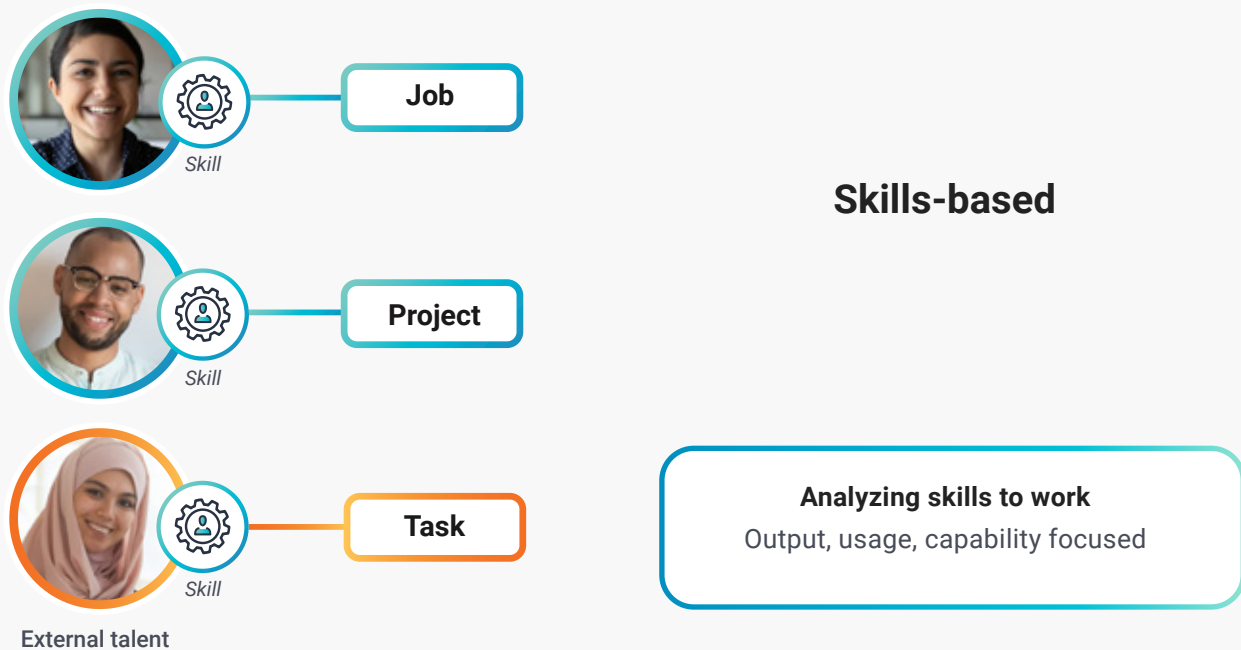 Job
Skill
Skills-based
Project
Skill
Task
Skill
External talent
Analyzing skills to work
Output, usage, capability focused